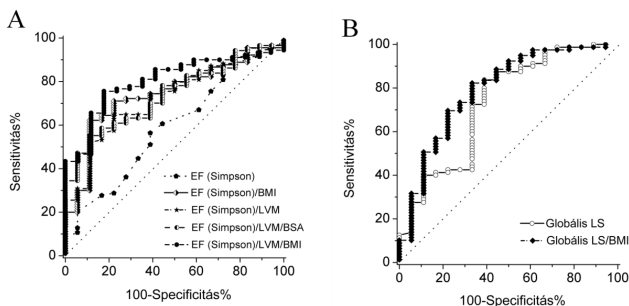 A
100
80
60
40
20
0
Sensitivitás%
EF (Simpson)
EF (Simpson)/BMI
EF (Simpson)/LVM
EF (Simpson)/LVM/BSA
EF (Simpson)/LVM/BMI
0 20 40 60 80 100
100-Specificitás%
B
100
80
60
40
20
0
Sensitivitás%
Globális LS
Globális LS/BMI
0 20 40 60 80 100
100-Specificitás%